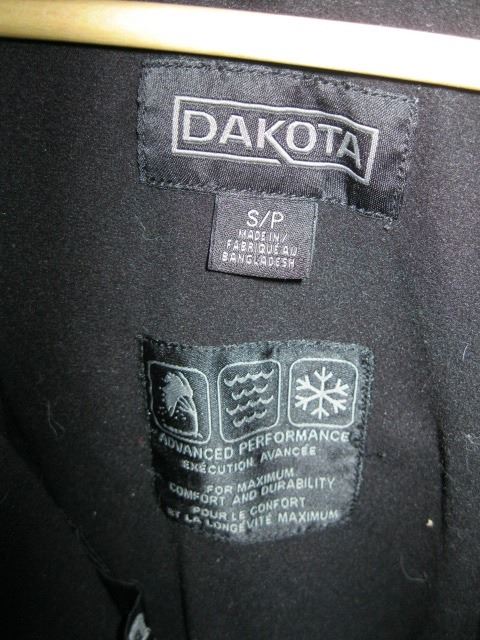 DAKOTA
S/P
MADE IN/
FABRIQUÉ AU
BANGLADESH
ADVANCED PERFORMANCE
EXÉCUTION AVANCÉE
FOR MAXIMUM
COMFORT AND DURABILITY
POUR LE CONFORT
ET LA LONGÉVITÉ MAXIMUM